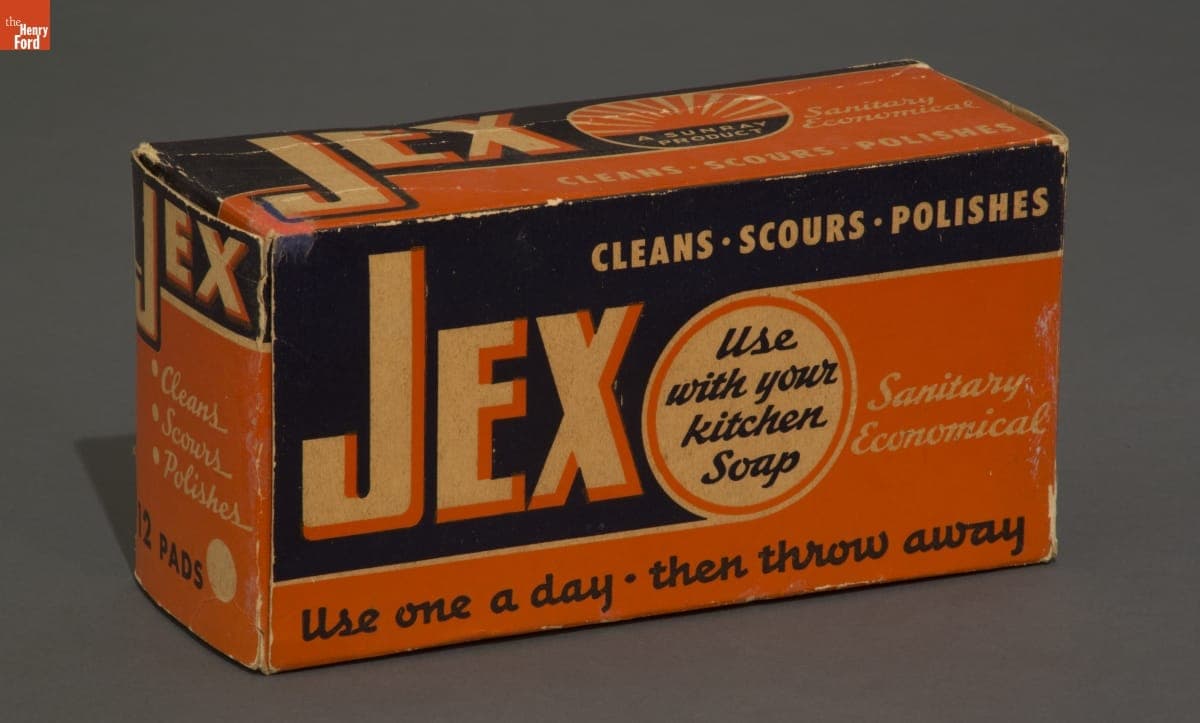 the
Henry
Ford
JEX
A SUNRAY
PRODUCT
Sanitary
Economical
CLEANS · SCOURS · POLISHES
JEX
• Cleans
• Scours
• Polishes
12 PADS
CLEANS · SCOURS · POLISHES
JEX
Use
with your
kitchen
Soap
Sanitary
Economical
Use one a day · then throw away